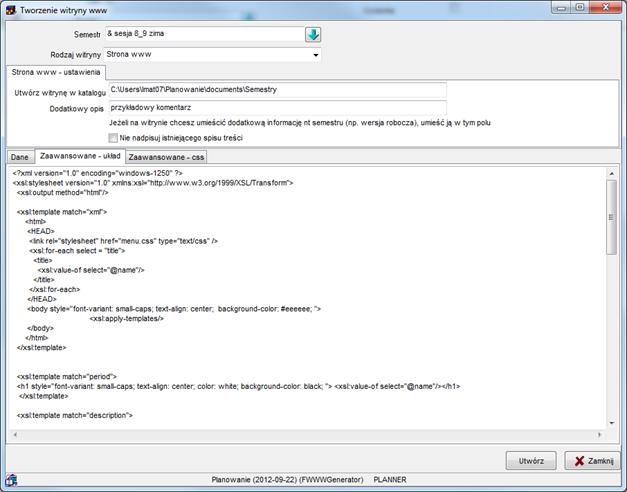 Tworzenie witryny www
Semestr & sesja 8_9 zima
Rodzaj witryny Strona www
Strona www - ustawienia
Utwórz witrynę w katalogu C:\Users\lmat07\Planowanie\documents\Semestry
Dodatkowy opis przykładowy komentarz
Jeżeli na witrynie chcesz umieścić dodatkową informację nt semestru (np. wersja robocza), umieść ją w tym polu
Nie nadpisuj istniejącego spisu treści
Dane Zaawansowane - układ Zaawansowane - css
<?xml version="1.0" encoding="windows-1250" ?>
<xsl:stylesheet version="1.0" xmlns:xsl="http://www.w3.org/1999/XSL/Transform">
<xsl:output method="html"/>
<xsl:template match="xml">
<html>
<HEAD>
<link rel="stylesheet" href="menu.css" type="text/css" />
<xsl:for-each select = "title">
<title>
<xsl:value-of select="@name"/>
</title>
</xsl:for-each>
</HEAD>
<body style="font-variant: small-caps; text-align: center;  background-color: #eeeeee; ">
<xsl:apply-templates/>
</body>
</html>
</xsl:template>
<xsl:template match="period">
<h1 style="font-variant: small-caps; text-align: center; color: white; background-color: black; "> <xsl:value-of select="@name"/></h1>
</xsl:template>
<xsl:template match="description">
Utwórz Zamknij
Planowanie (2012-09-22) (FWWWGenerator) PLANNER